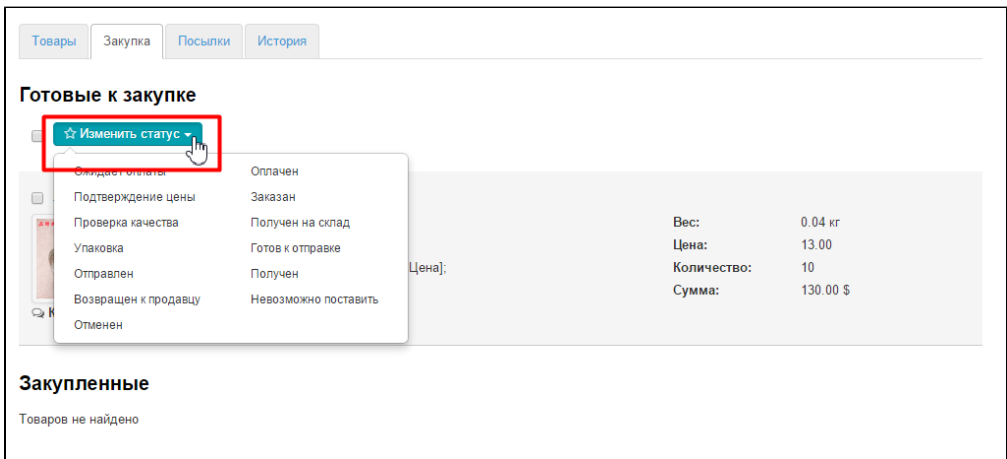 Товары Закупка Посылки История
Готовые к закупке
Изменить статус
Ожидает оплаты Оплачен
Подтверждение цены Заказан
Проверка качества Получен на склад
Упаковка Готов к отправке
Отправлен Получен
Возвращен к продавцу Невозможно поставить
Отменен
Цена];
Вес: 0.04 кг
Цена: 13.00
Количество: 10
Сумма: 130.00 $
Закупленные
Товаров не найдено